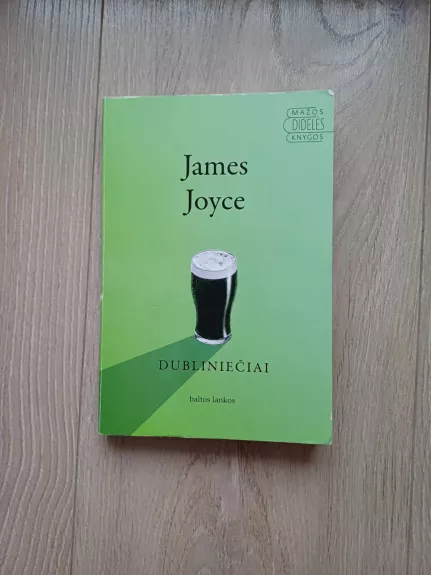 MAŽOS
DIDELĖS
KNYGOS
James
Joyce
DUBLINIEČIAI
baltos lankos